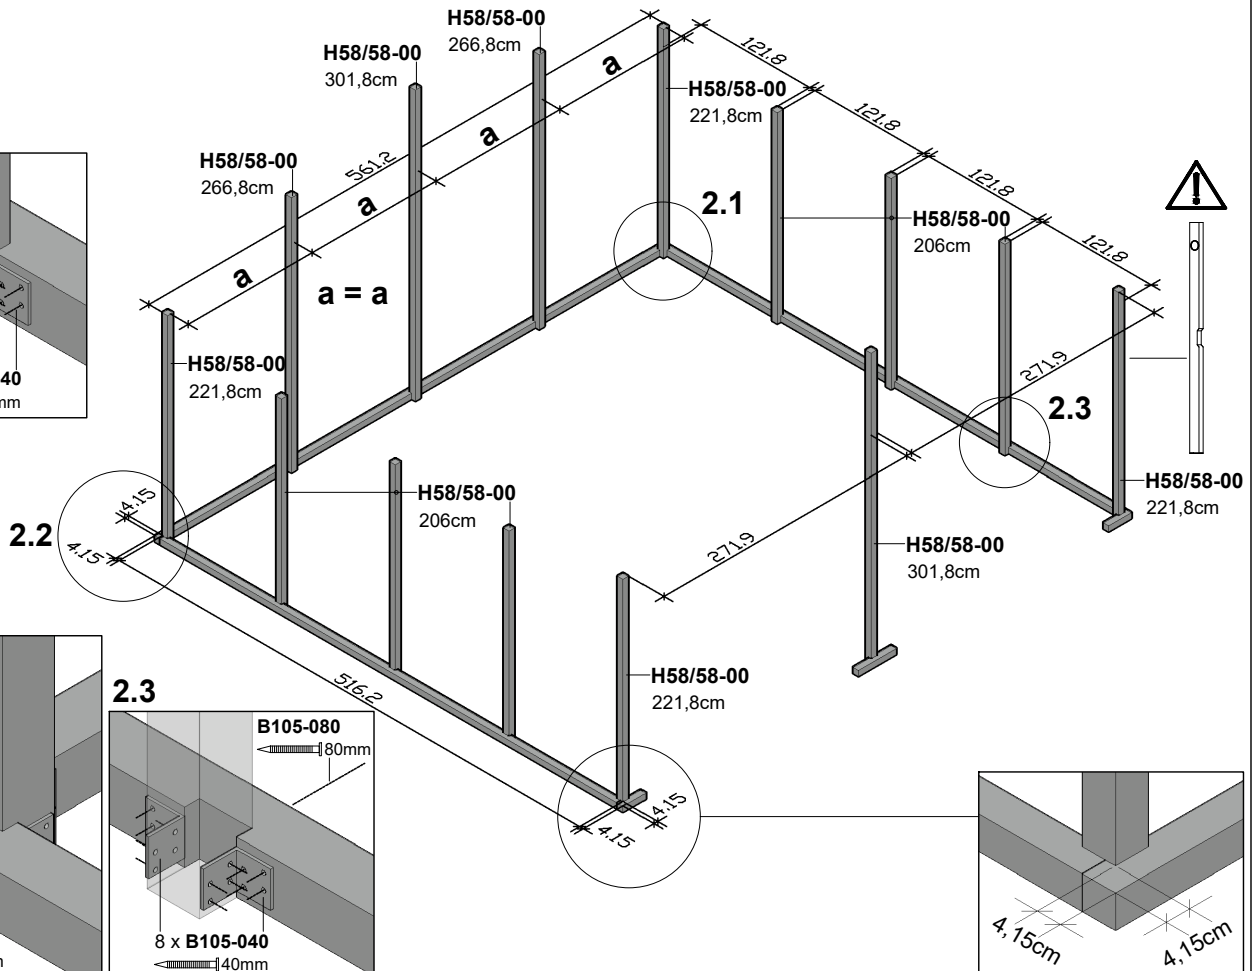 H58/58-00
266,8cm
H58/58-00
301,8cm
H58/58-00
221,8cm
H58/58-00
266,8cm
561.2
a
a
a
a
a = a
121.8
121.8
121.8
121.8
2.1
H58/58-00
206cm
H58/58-00
221,8cm
271.9
2.3
H58/58-00
221,8cm
40
mm
2.2
4.15
4.15
H58/58-00
206cm
271.9
H58/58-00
301,8cm
516.2
H58/58-00
221,8cm
4.15
4.15
2.3
B105-080
80mm
8 x B105-040
40mm
4,15cm
4,15cm